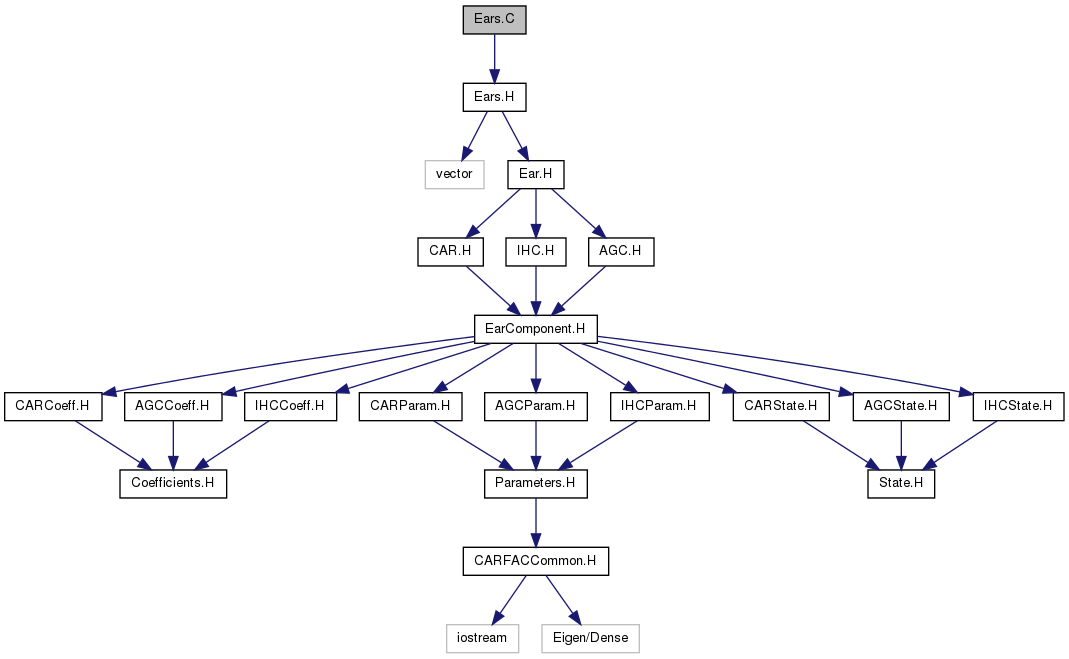 Ears.C
Ears.H
vector
Ear.H
CAR.H
IHC.H
AGC.H
EarComponent.H
CARCoeff.H
AGCCoeff.H
IHCCoeff.H
CARParam.H
AGCParam.H
IHCParam.H
CARState.H
AGCState.H
IHCState.H
Coefficients.H
Parameters.H
State.H
CARFACCommon.H
iostream
Eigen/Dense